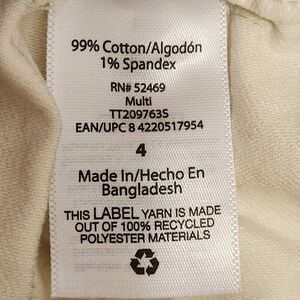 99% Cotton/Algodón
1% Spandex
RN# 52469
Multi
TT209763S
EAN/UPC 8 4220517954
4
Made In/Hecho En
Bangladesh
THIS LABEL YARN IS MADE
OUT OF 100% RECYCLED
POLYESTER MATERIALS